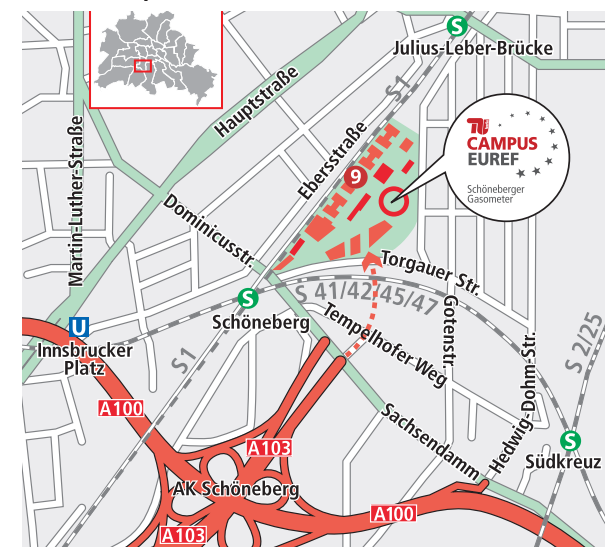 Julius-Leber-Brücke
S
S1
Hauptstraße
Martin-Luther-Straße
Ebersstraße
9
TU
CAMPUS
EUREF
Schöneberger
Gasometer
Dominicusstr.
Torgauer Str.
S 41/42/45/47
S
Schöneberg
Tempelhofer Weg
Gotenstr.
Hedwig-Dohm-Str.
S 2/25
U
Innsbrucker
Platz
S1
A100
A103
Sachsendamm
S
Südkreuz
AK Schöneberg
A100
A103